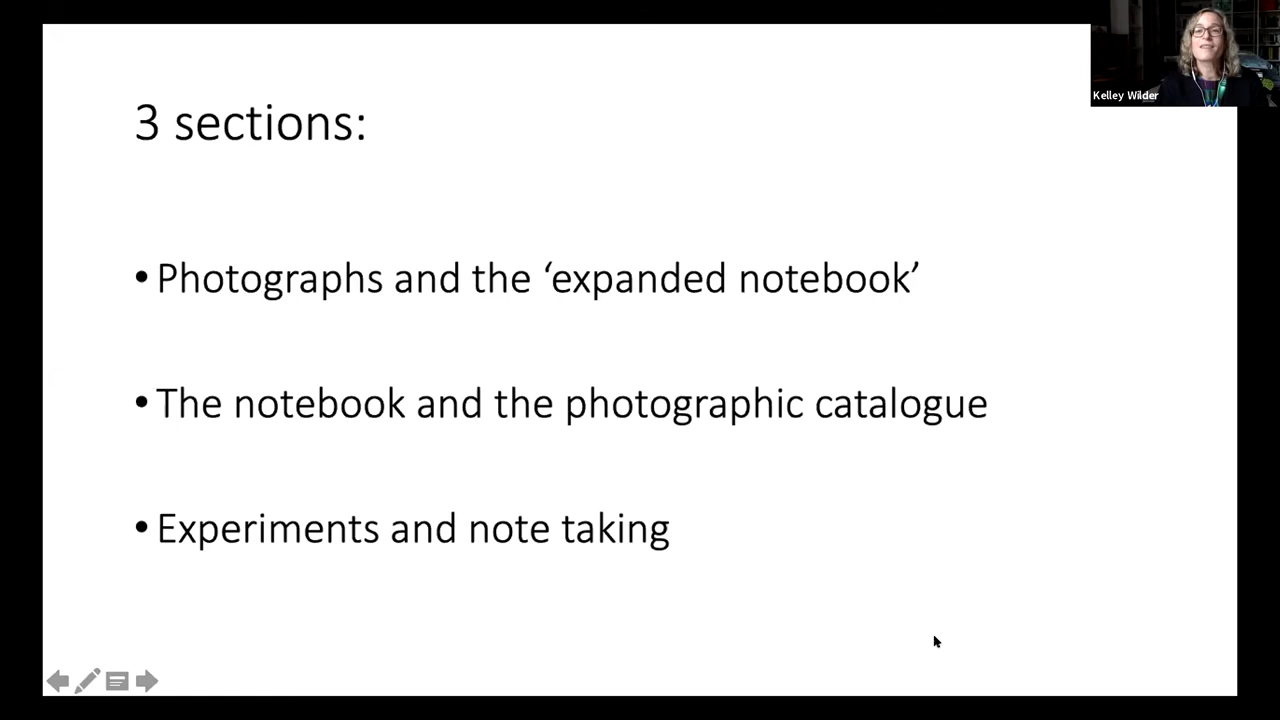 3 sections:
Kelley Wilder
• Photographs and the ‘expanded notebook’
• The notebook and the photographic catalogue
• Experiments and note taking